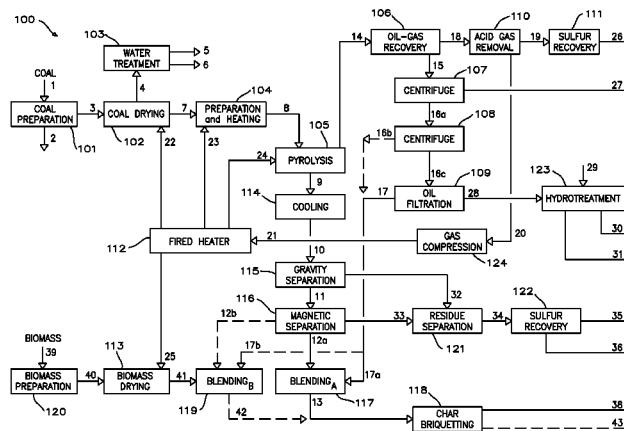 100
103
WATER
TREATMENT
5
6
COAL
1
4
COAL
PREPARATION
3
COAL DRYING
7
PREPARATION
and HEATING
104
8
2
101
102
22
23
24
PYROLYSIS
105
14
106
OIL-GAS
RECOVERY
18
110
ACID GAS
REMOVAL
19
111
SULFUR
RECOVERY
26
15
107
CENTRIFUGE
27
16a
108
16b
CENTRIFUGE
16c
109
17
OIL
FILTRATION
28
123
29
HYDROTREATMENT
30
31
9
114
COOLING
112
FIRED HEATER
21
GAS
COMPRESSION
20
124
10
115
GRAVITY SEPARATION
11
32
116
MAGNETIC
SEPARATION
33
RESIDUE
SEPARATION
121
34
122
SULFUR
RECOVERY
35
36
12b
12a
17b
17a
BIOMASS
39
BIOMASS
PREPARATION
120
40
113
25
BIOMASS
DRYING
41
BLENDING B
119
42
BLENDING A
117
13
118
CHAR
BRIQUETTING
38
43